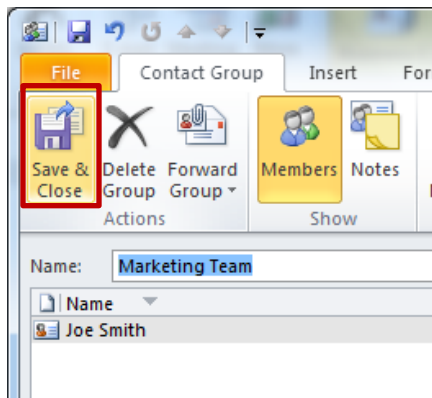 File Contact Group Insert For
Save & Close
Delete Group
Forward Group
Members
Notes
Actions Show
Name: Marketing Team
Name
Joe Smith